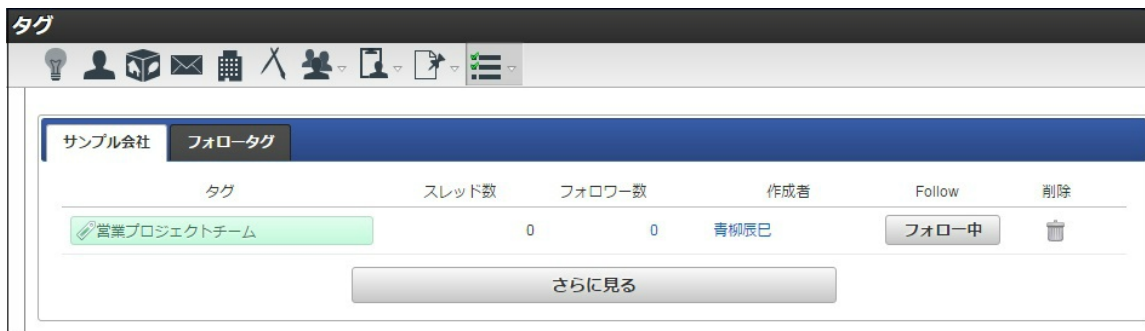 タグ
サンプル会社 フォロータグ
タグ スレッド数 フォロワー数 作成者 Follow 削除
営業プロジェクトチーム 0 0 青柳辰巳 フォロー中
さらに見る